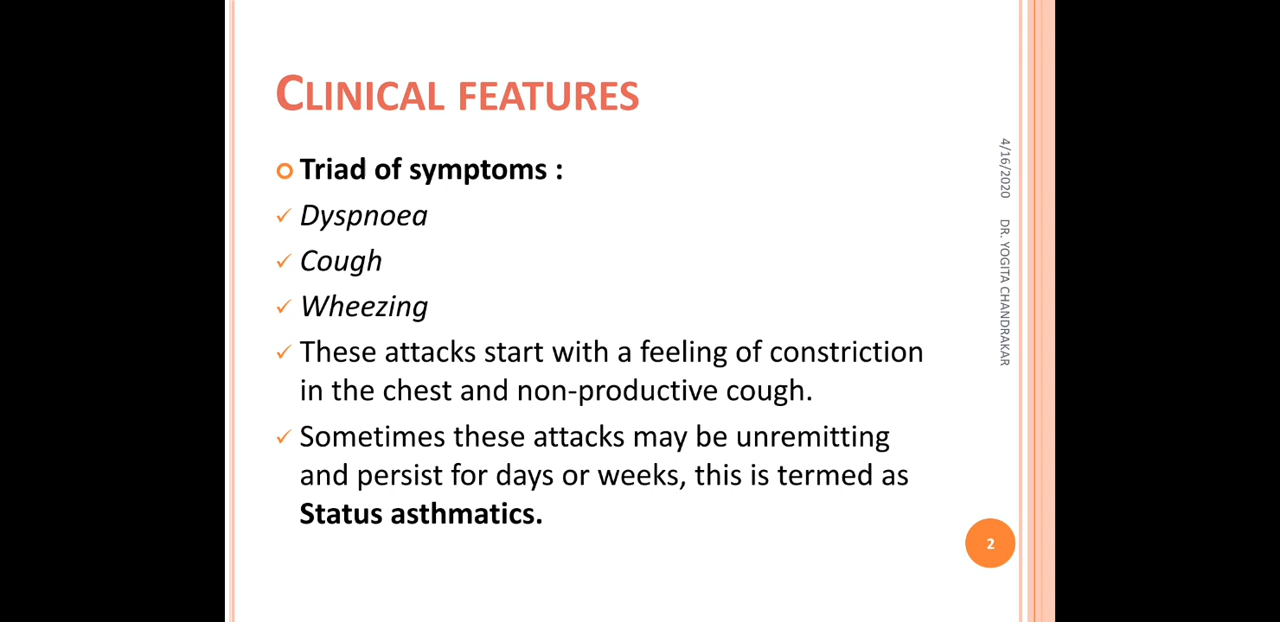 CLINICAL FEATURES
Triad of symptoms :
Dyspnoea
Cough
Wheezing
These attacks start with a feeling of constriction
in the chest and non-productive cough.
Sometimes these attacks may be unremitting
and persist for days or weeks, this is termed as
Status asthmatics.
4/16/2020 DR. YOGITA CHANDRAKAR
2